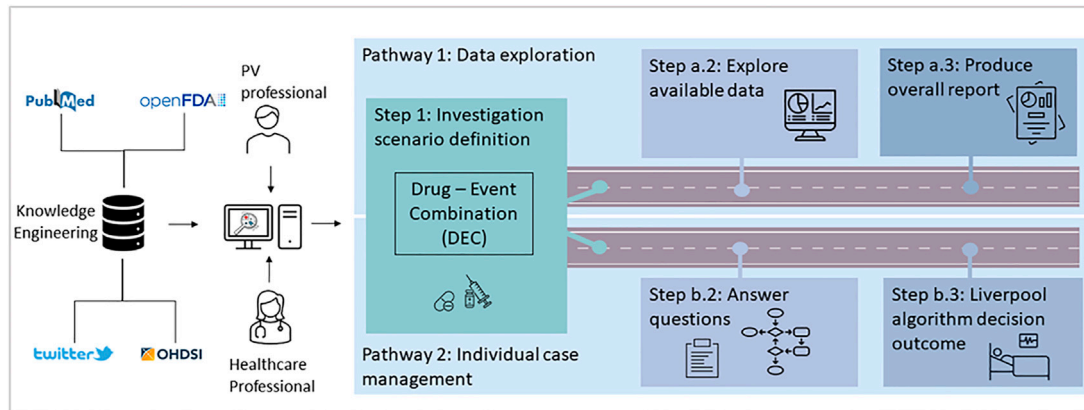 PubMed
openFDA
Knowledge
Engineering
twitter
OHDSI
PV
professional
Healthcare
Professional
Pathway 1: Data exploration
Step 1: Investigation
scenario definition
Drug – Event
Combination
(DEC)
Step a.2: Explore
available data
Step a.3: Produce
overall report
Step b.2: Answer
questions
Step b.3: Liverpool
algorithm decision
outcome
Pathway 2: Individual case
management